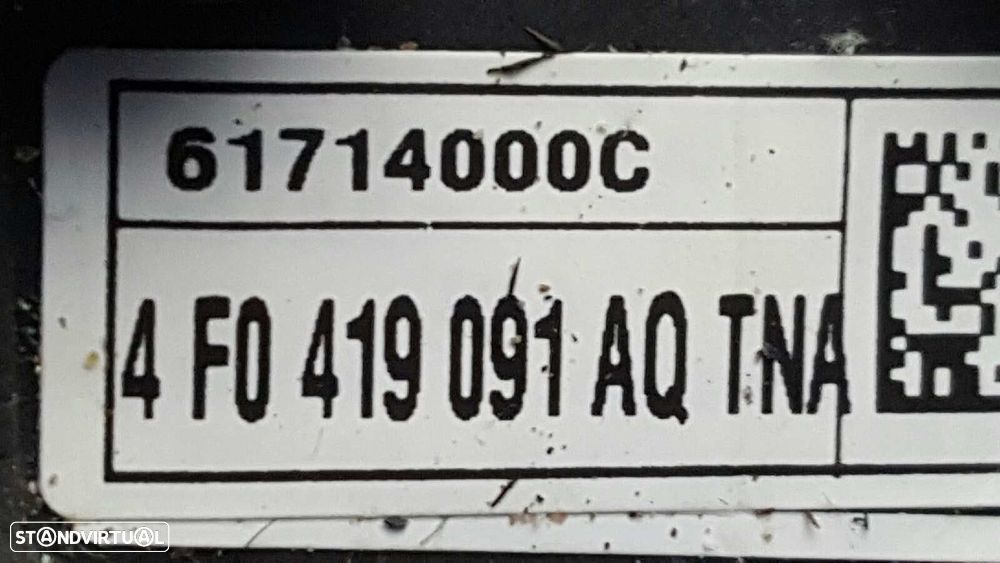 61714000C
4 F0 419 091 AQ TNA
STANDVIRTUAL